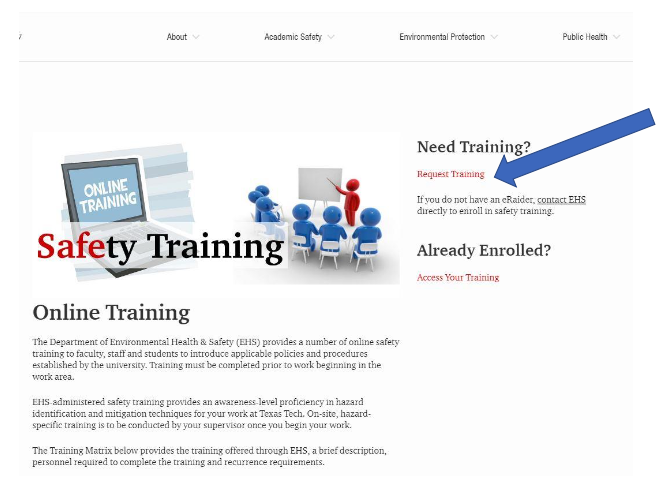 About
Academic Safety
Environmental Protection
Public Health
ONLINE
TRAINING
Safety Training
Need Training?
Request Training
If you do not have an eRaider, contact EHS
directly to enroll in safety training.
Already Enrolled?
Access Your Training
Online Training
The Department of Environmental Health & Safety (EHS) provides a number of online safety
training to faculty, staff and students to introduce applicable policies and procedures
established by the university. Training must be completed prior to work beginning in the
work area.
EHS-administered safety training provides an awareness-level proficiency in hazard
identification and mitigation techniques for your work at Texas Tech. On-site, hazard-
specific training is to be conducted by your supervisor once you begin your work.
The Training Matrix below provides the training offered through EHS, a brief description,
personnel required to complete the training and recurrence requirements.